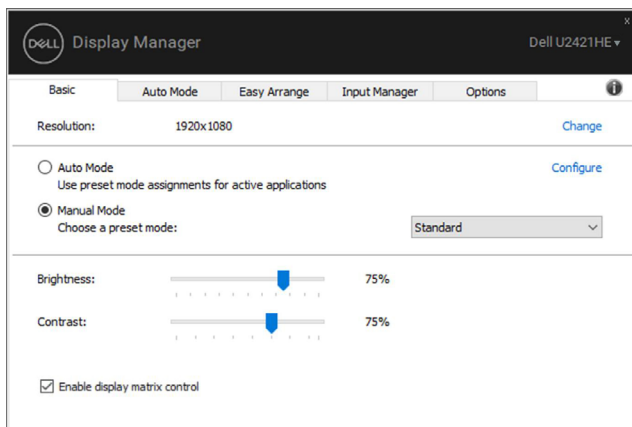 DELL Display Manager
Dell U2421HE
x
Basic Auto Mode Easy Arrange Input Manager Options i
Resolution: 1920x1080 Change
Auto Mode Configure
Use preset mode assignments for active applications
Manual Mode
Choose a preset mode: Standard
Brightness: 75%
Contrast: 75%
Enable display matrix control